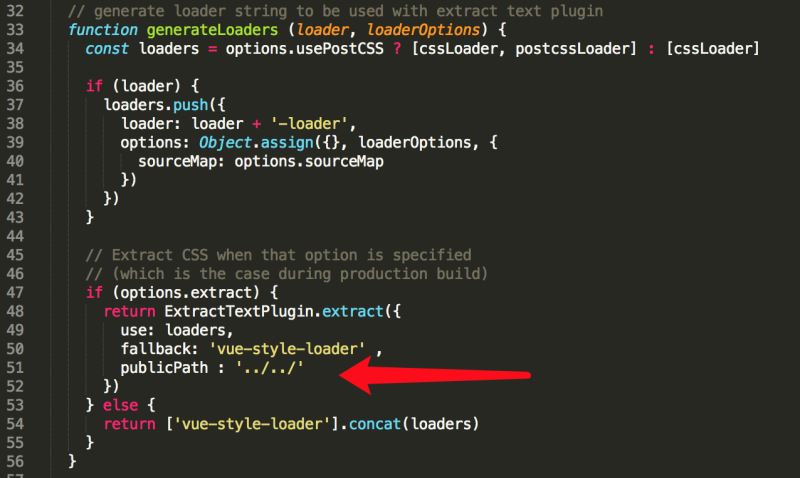 32 // generate loader string to be used with extract text plugin
33 function generateLoaders (loader, loaderOptions) {
34 const loaders = options.usePostCSS ? [cssLoader, postcssLoader] : [cssLoader]
35
36 if (loader) {
37 loaders.push({
38 loader: loader + '-loader',
39 options: Object.assign({}, loaderOptions, {
40 sourceMap: options.sourceMap
41 })
42 })
43 }
44
45 // Extract CSS when that option is specified
46 // (which is the case during production build)
47 if (options.extract) {
48 return ExtractTextPlugin.extract({
49 use: loaders,
50 fallback: 'vue-style-loader' ,
51 publicPath : '../../'
52 })
53 } else {
54 return ['vue-style-loader'].concat(loaders)
55 }
56 }
57